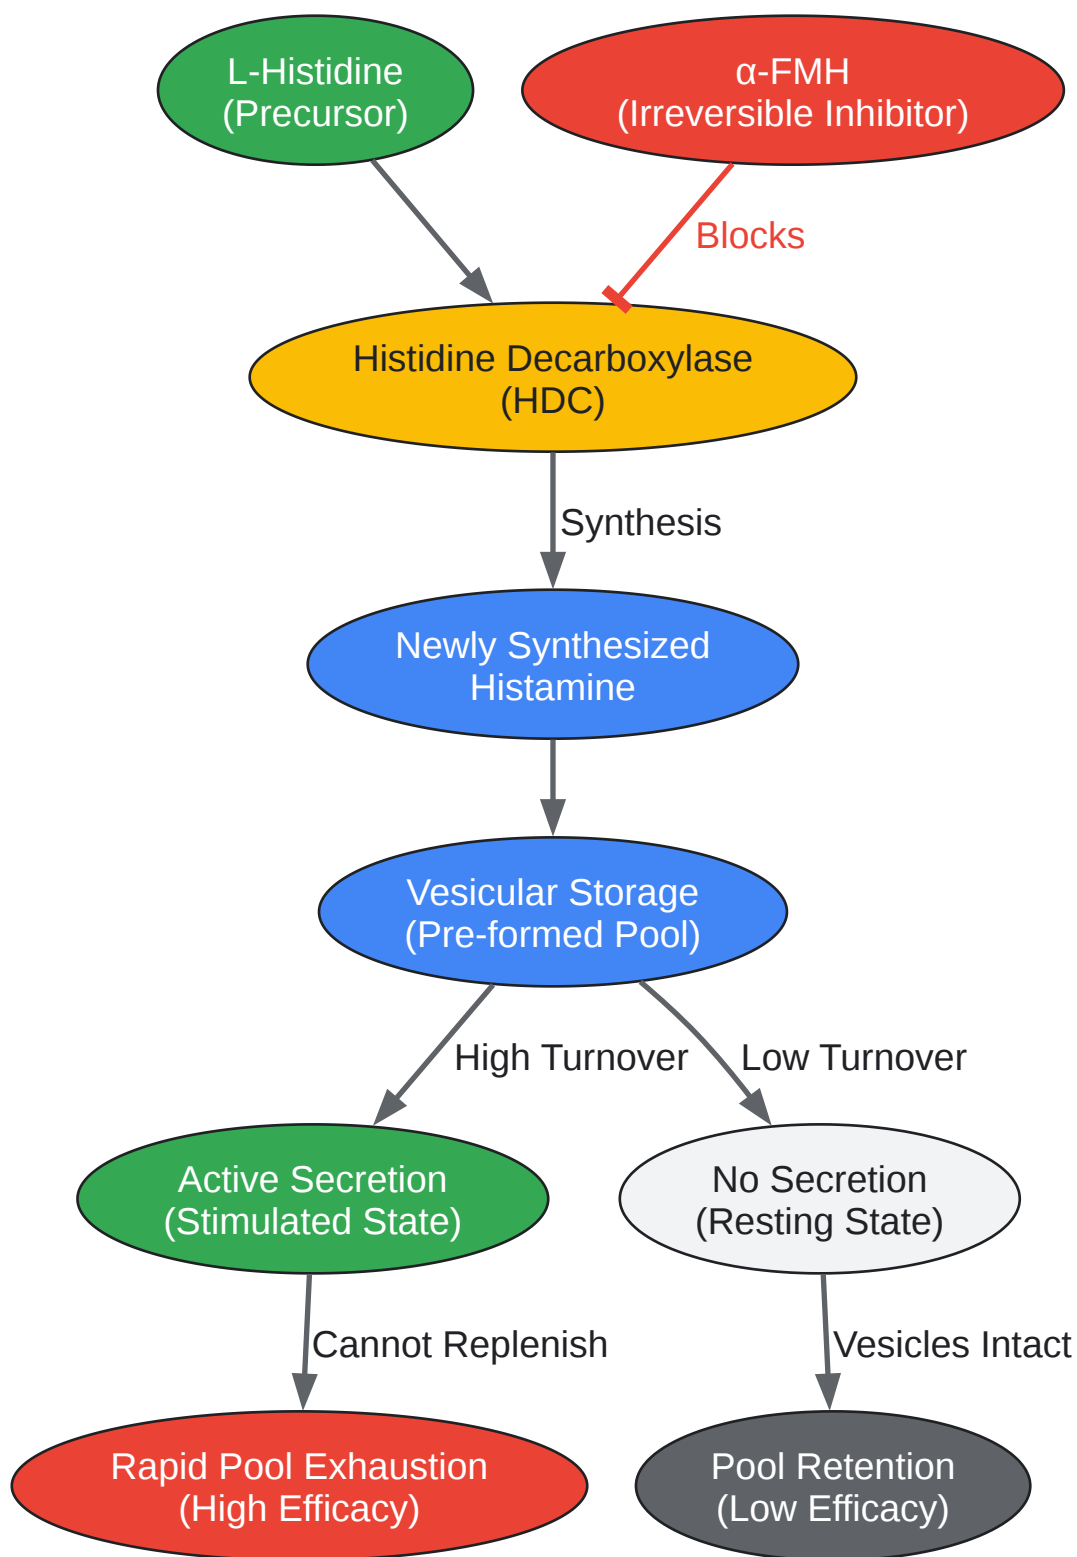 L-Histidine
(Precursor)
α-FMH
(Irreversible Inhibitor)
Blocks
Histidine Decarboxylase
(HDC)
Synthesis
Newly Synthesized
Histamine
Vesicular Storage
(Pre-formed Pool)
High Turnover
Low Turnover
Active Secretion
(Stimulated State)
No Secretion
(Resting State)
Cannot Replenish
Vesicles Intact
Rapid Pool Exhaustion
(High Efficacy)
Pool Retention
(Low Efficacy)